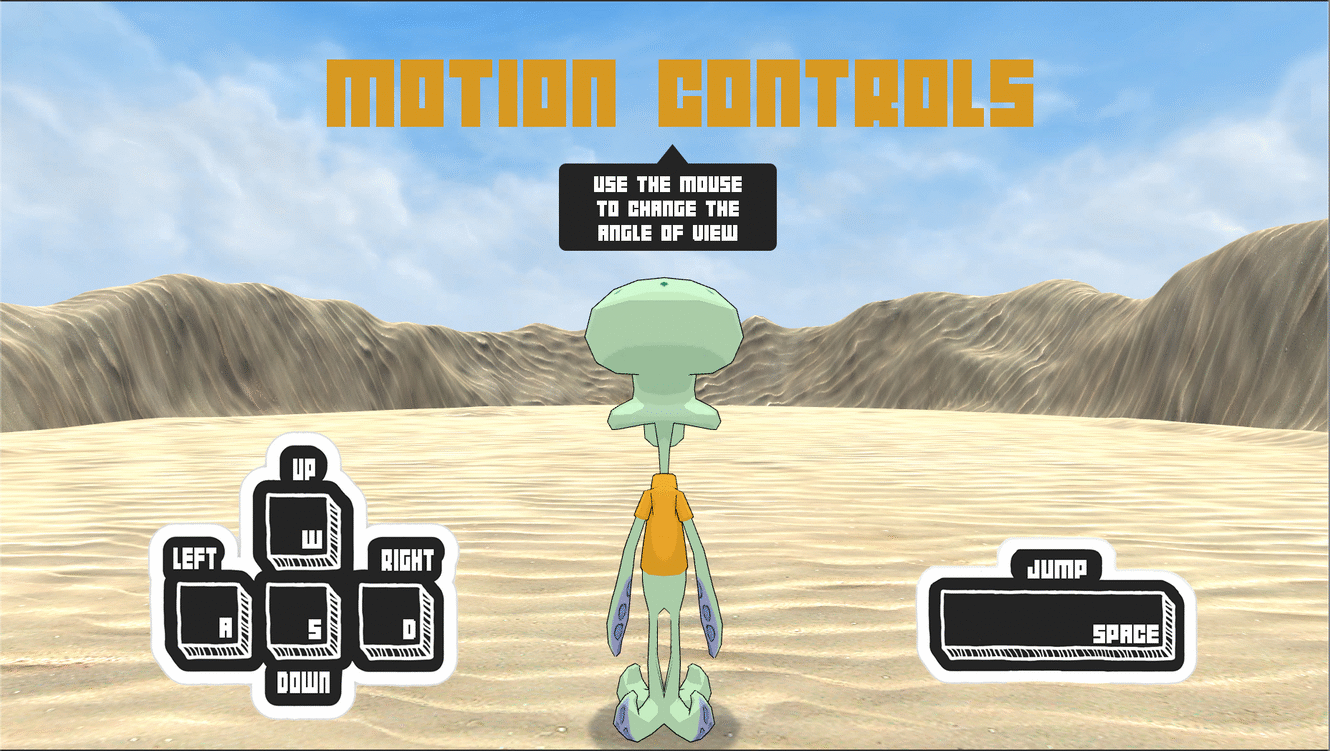 MOTION CONTROLS
USE THE MOUSE
TO CHANGE THE
ANGLE OF VIEW
UP
W
LEFT
RIGHT
A
S
D
DOWN
JUMP
SPACE